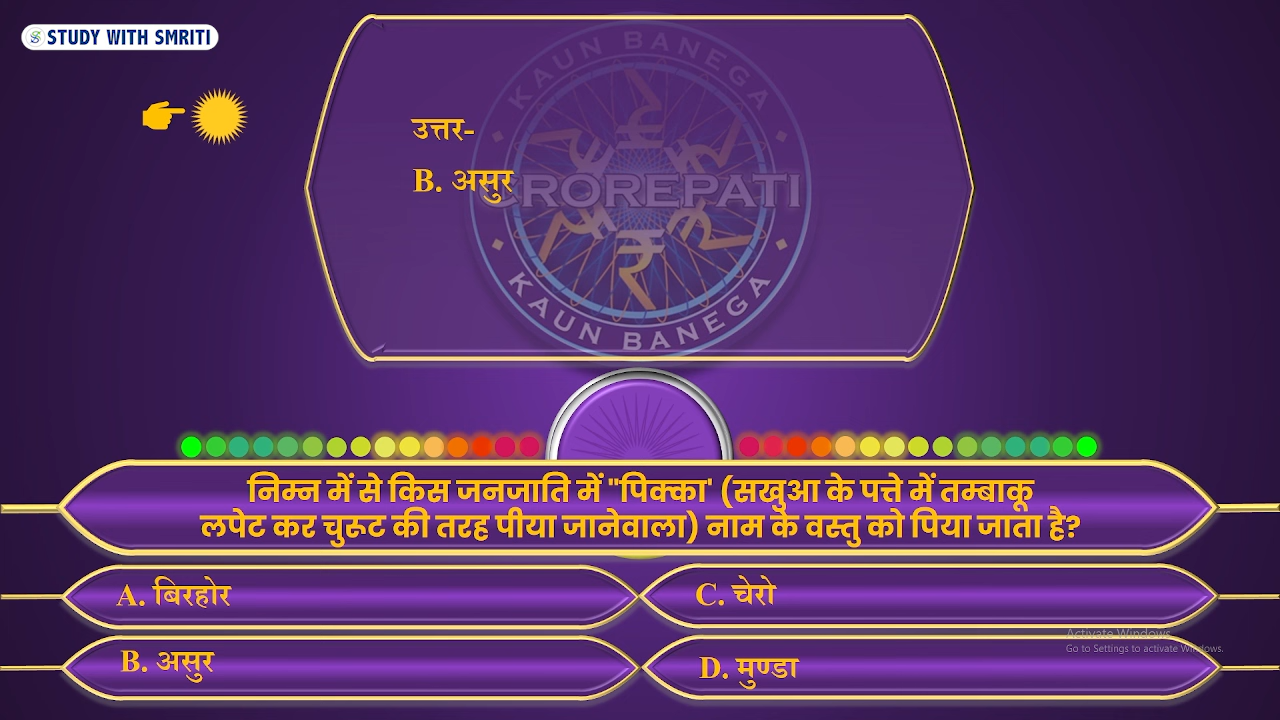 STUDY WITH SMRITI
उत्तर-
B. असुर
KAUN BANEGA
CROREPATI
KAUN BANEGA
निम्न में से किस जनजाति में "पिक्का' (सखुआ के पत्ते में तम्बाकू
लपेट कर चुरूट की तरह पीया जानेवाला) नाम के वस्तु को पिया जाता है?
A. बिरहोर
C. चेरो
B. असुर
D. मुण्डा
Activate Windows
Go to Settings to activate Windows.